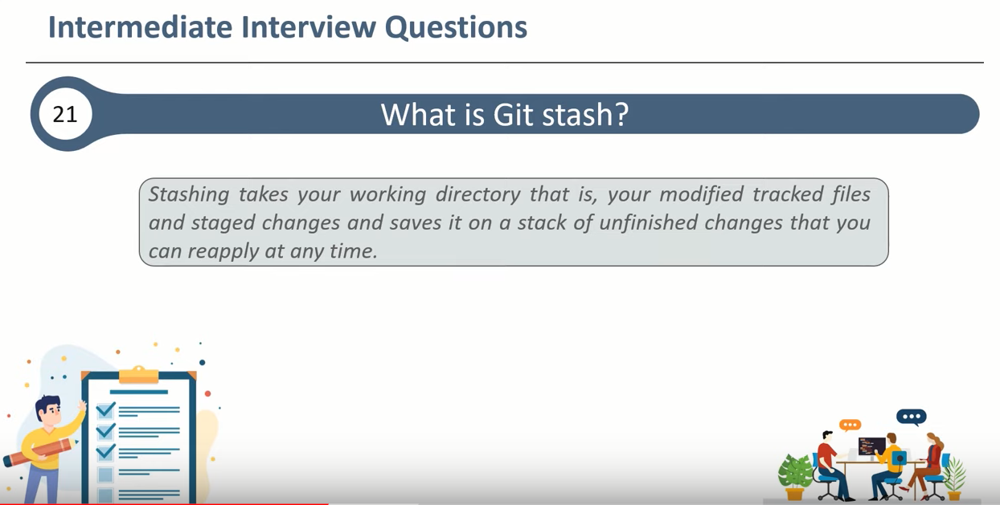 Intermediate Interview Questions
21
What is Git stash?
Stashing takes your working directory that is, your modified tracked files
and staged changes and saves it on a stack of unfinished changes that you
can reapply at any time.